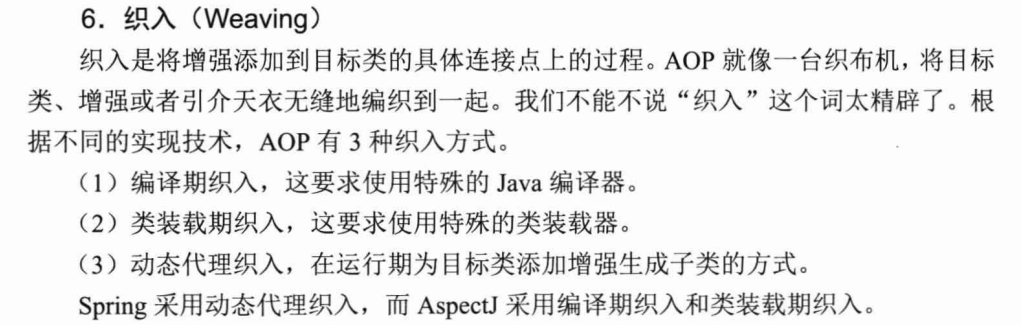 6．织入（Weaving）
织入是将增强添加到目标类的具体连接点上的过程。AOP 就像一台织布机，将目标
类、增强或者引介天衣无缝地编织到一起。我们不能不说“织入”这个词太精辟了。根
据不同的实现技术，AOP 有 3 种织入方式。
（1）编译期织入，这要求使用特殊的 Java 编译器。
（2）类装载期织入，这要求使用特殊的类装载器。
（3）动态代理织入，在运行期为目标类添加增强生成子类的方式。
Spring 采用动态代理织入，而 AspectJ 采用编译期织入和类装载期织入。